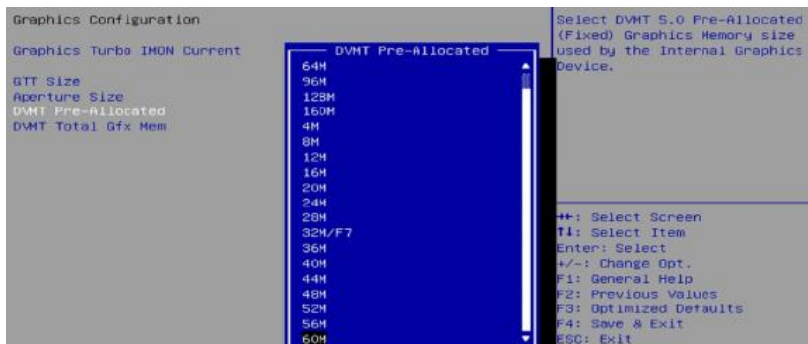 Graphics Configuration
Graphics Turbo IMON Current
GTT Size
Aperture Size
DVMT Pre-Allocated
DVMT Total Gfx Mem
DVMT Pre-Allocated
64M
96M
128M
160M
4M
8M
12M
16M
20M
24M
28M
32M/F7
36M
40M
44M
48M
52M
56M
60M
Select DVMT 5.0 Pre-Allocated
(Fixed) Graphics Memory size
used by the Internal Graphics
Device.
→←: Select Screen
↑↓: Select Item
Enter: Select
+/-: Change Opt.
F1: General Help
F2: Previous Values
F3: Optimized Defaults
F4: Save & Exit
ESC: Exit